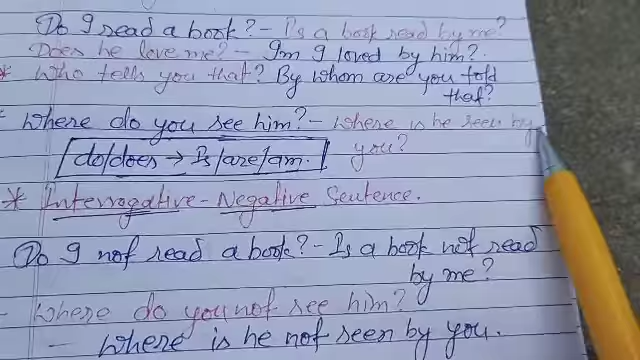 Do I read a book? - Is a book read by me?
Does he love me? - Im I loved by him?
* Who tells you that? By whom are you told
that?
Where do you see him? - Where is he seen by
you?
do/does → Is/are/am.
* Interrogative - Negative Sentence.
Do I not read a book? - Is a book not read
by me?
- Where do you not see him?
- Where is he not seen by you.